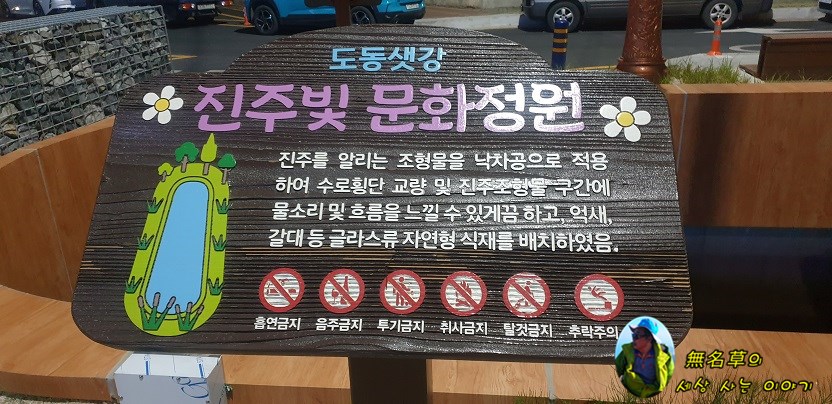 도동샛강
진주빛 문화정원
진주를 알리는 조형물을 낙차공으로 적용
하여 수로횡단 교량 및 진주조형물 구간에
물소리 및 흐름을 느낄 수 있게끔 하고, 억새,
갈대 등 글라스류 자연형 식재를 배치하였음.
흡연금지 음주금지 투기금지 취사금지 탈것금지 추락주의
無名草의
세상 사는 이야기